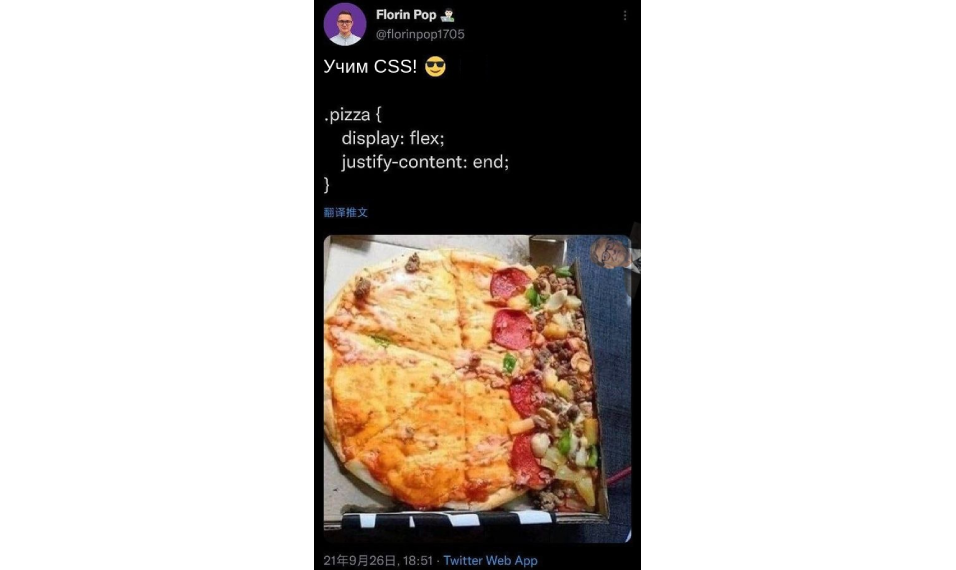 Florin Pop 👨🏻‍💻
@florinpop1705
Учим CSS! 😎
.pizza {
display: flex;
justify-content: end;
}
翻译推文
21年9月26日, 18:51 · Twitter Web App